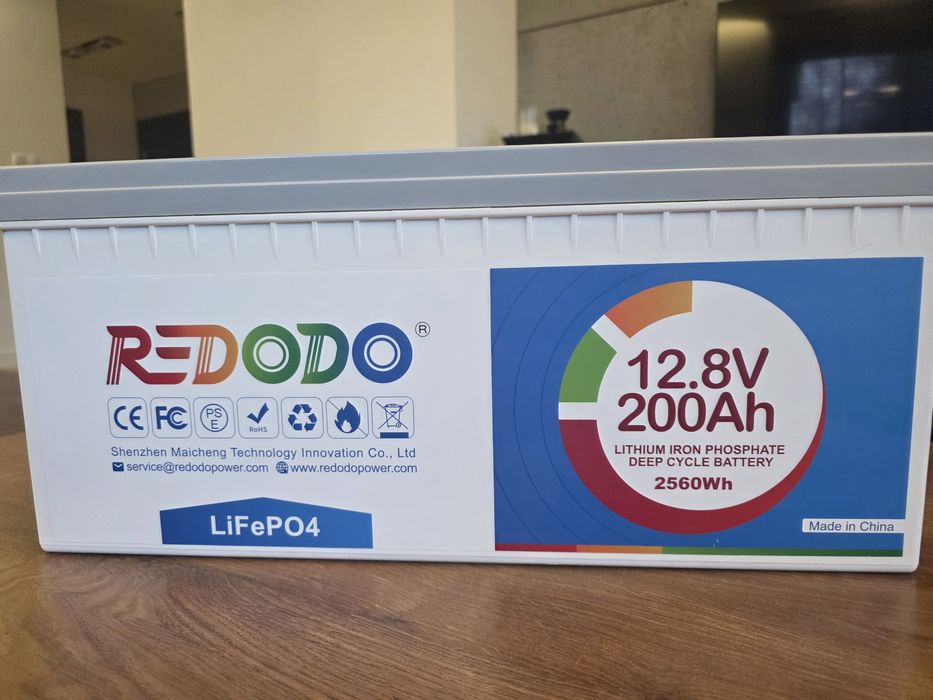 REDODO®
CE FC PS E RoHS
Shenzhen Maicheng Technology Innovation Co., Ltd
service@redodopower.com www.redodopower.com
LiFePO4
12.8V
200Ah
LITHIUM IRON PHOSPHATE
DEEP CYCLE BATTERY
2560Wh
Made in China